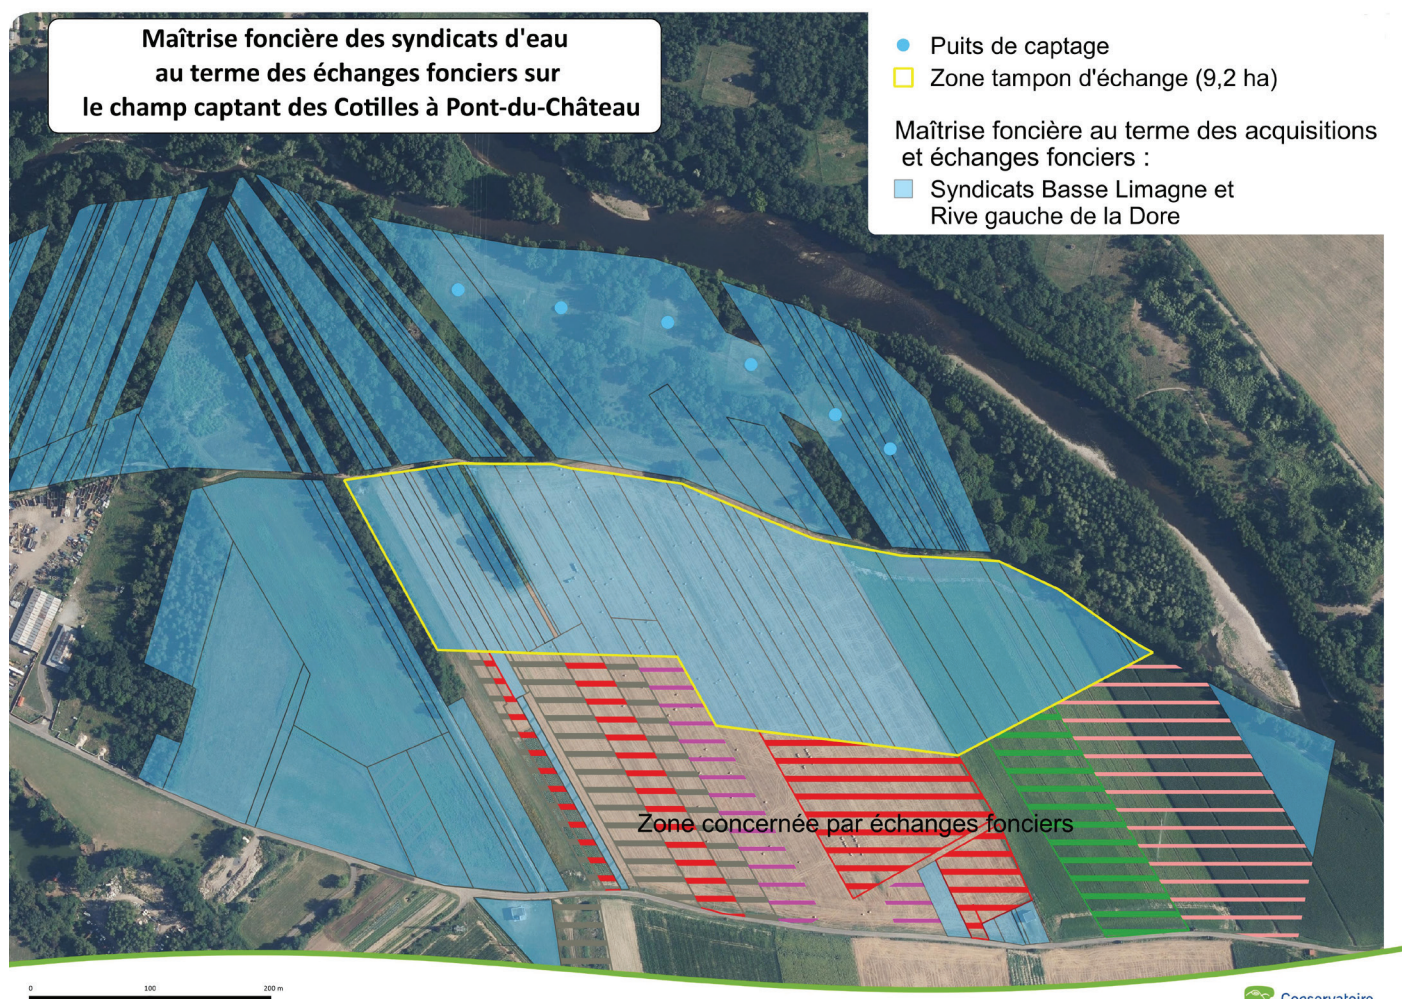 Maîtrise foncière des syndicats d'eau
au terme des échanges fonciers sur
le champ captant des Cotilles à Pont-du-Château
Puits de captage
Zone tampon d'échange (9,2 ha)
Maîtrise foncière au terme des acquisitions
et échanges fonciers :
Syndicats Basse Limagne et
Rive gauche de la Dore
Zone concernée par échanges fonciers
0 100 200 m
Conservatoire